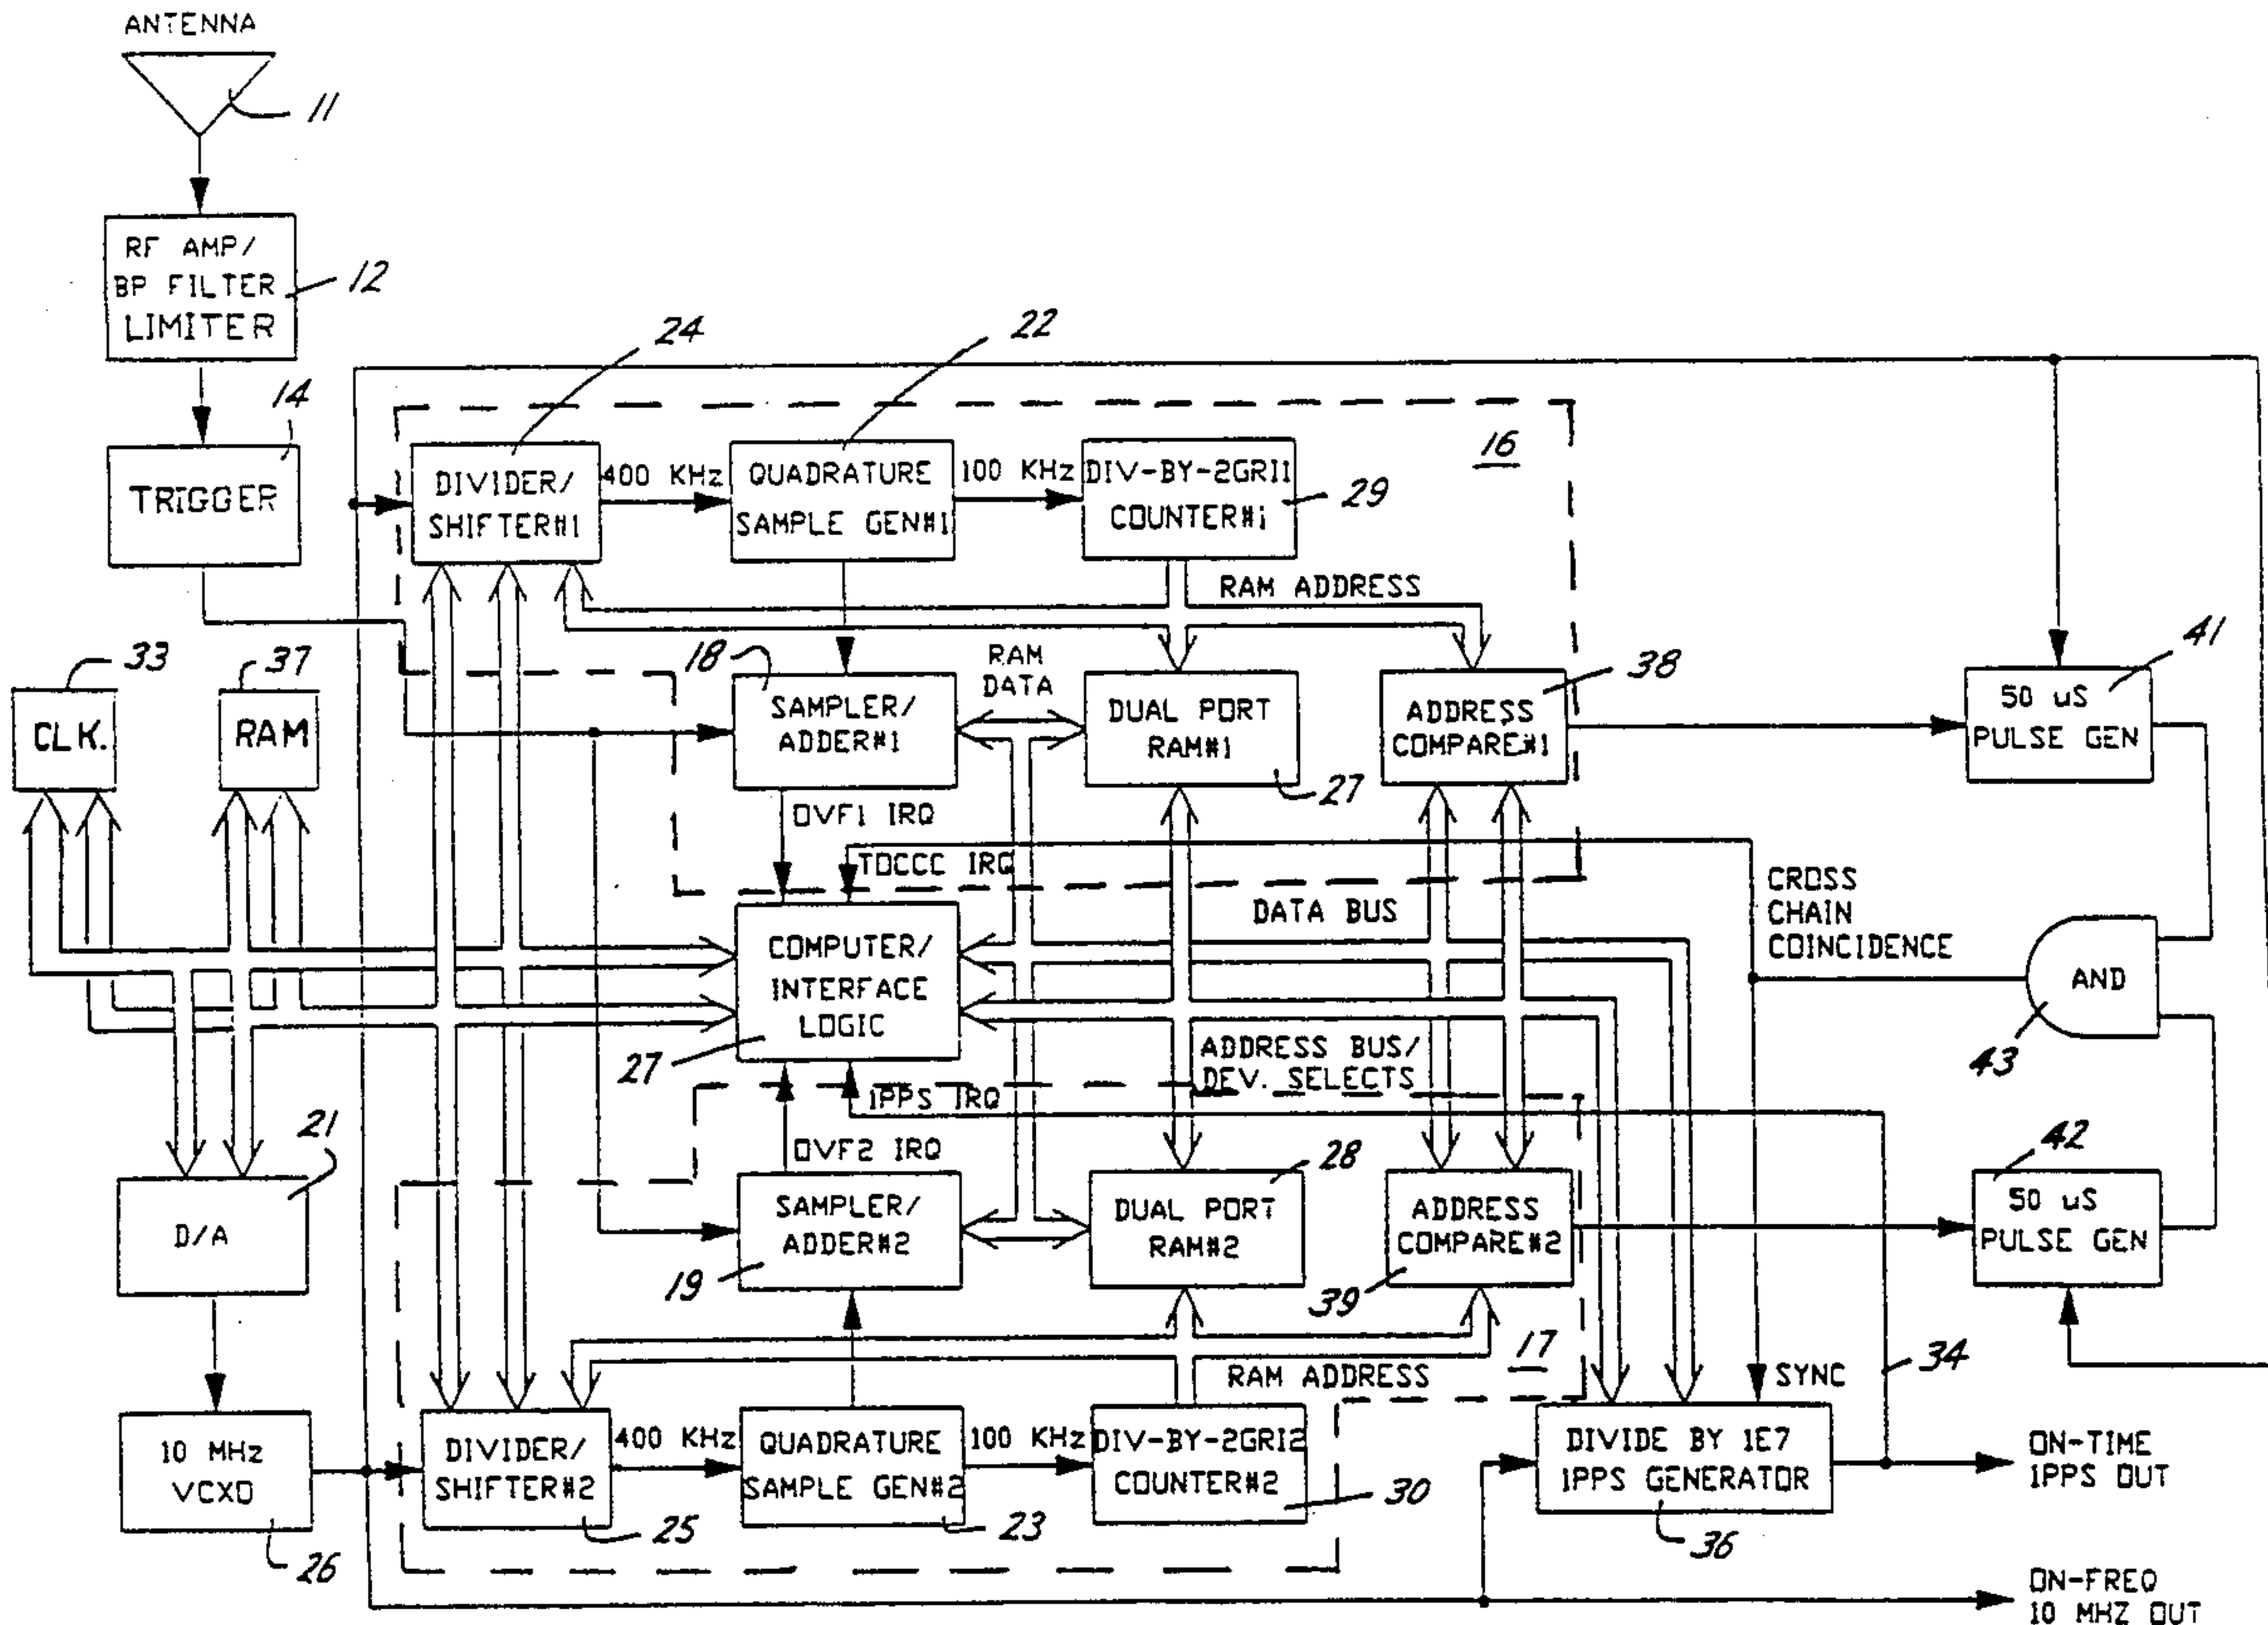 ANTENNA
11
RF AMP/
BP FILTER
LIMITER
12
14
TRIGGER
24
22
16
DIVIDER/
SHIFTER#1
400 KHz
QUADRATURE
SAMPLE GEN#1
100 KHz
DIV-BY-2GRI1
COUNTER#1
29
RAM ADDRESS
33
CLK.
37
RAM
18
SAMPLER/
ADDER#1
RAM
DATA
DUAL PORT
RAM#1
27
38
ADDRESS
COMPARE#1
41
50 uS
PULSE GEN
OVF1 IRQ
TOCCC IRQ
DATA BUS
CROSS
CHAIN
COINCIDENCE
COMPUTER/
INTERFACE
LOGIC
27
AND
43
ADDRESS BUS/
DEV. SELECTS
1PPS IRQ
OVF2 IRQ
21
D/A
SAMPLER/
ADDER#2
19
28
DUAL PORT
RAM#2
ADDRESS
COMPARE#2
39
42
50 uS
PULSE GEN
17
RAM ADDRESS
SYNC
34
10 MHz
VCXO
26
DIVIDER/
SHIFTER#2
25
400 KHz
QUADRATURE
SAMPLE GEN#2
23
100 KHz
DIV-BY-2GRI2
COUNTER#2
30
DIVIDE BY 1E7
1PPS GENERATOR
36
ON-TIME
1PPS OUT
ON-FREQ
10 MHZ OUT